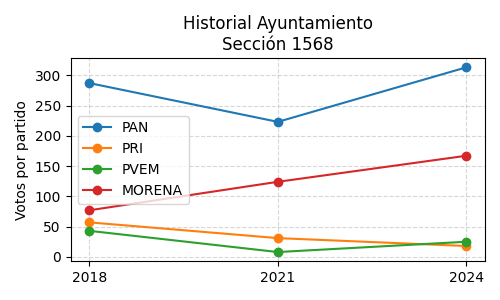 Historial Ayuntamiento
Sección 1568
Votos por partido
300
250
200
150
100
50
0
PAN
PRI
PVEM
MORENA
2018
2021
2024